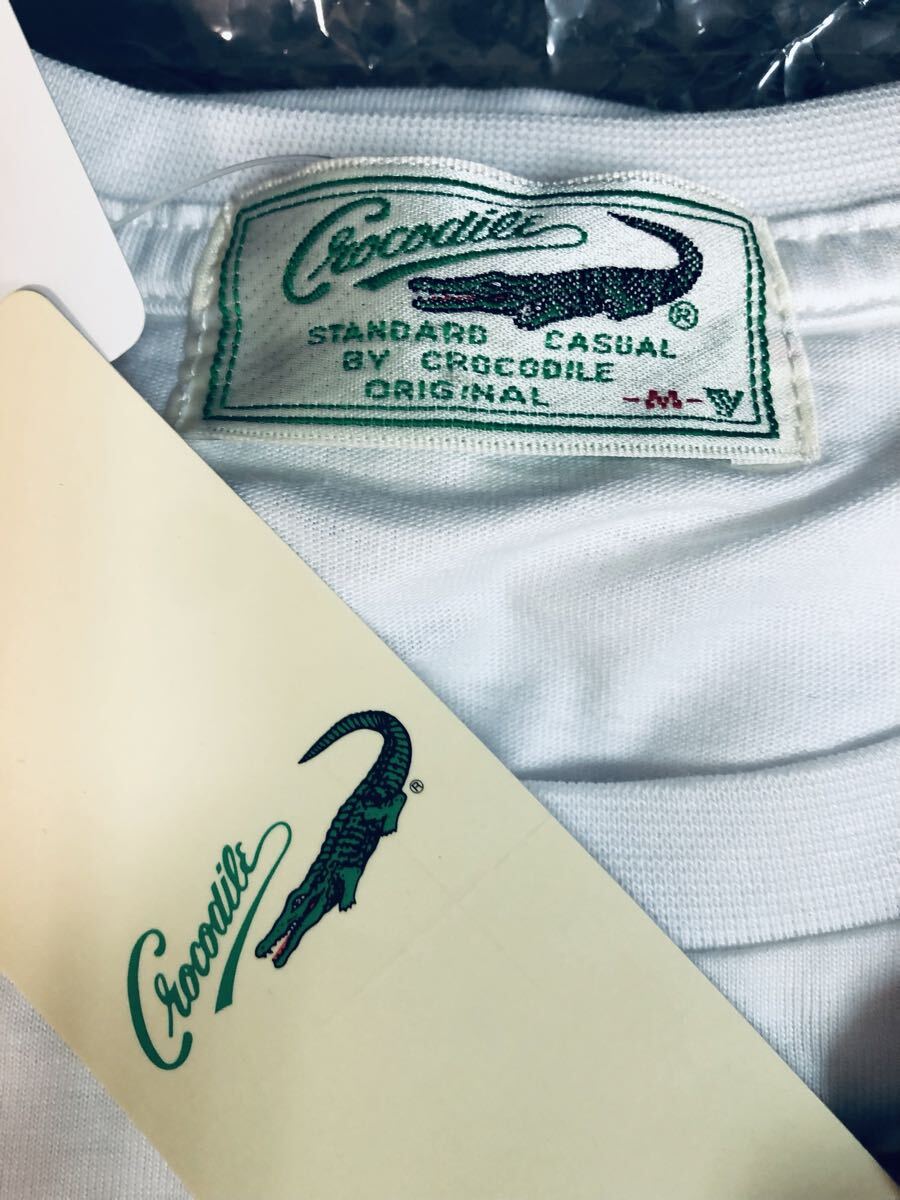 Crocodile
®
STANDARD CASUAL
BY CROCODILE
ORIGINAL -M-
Crocodile ®